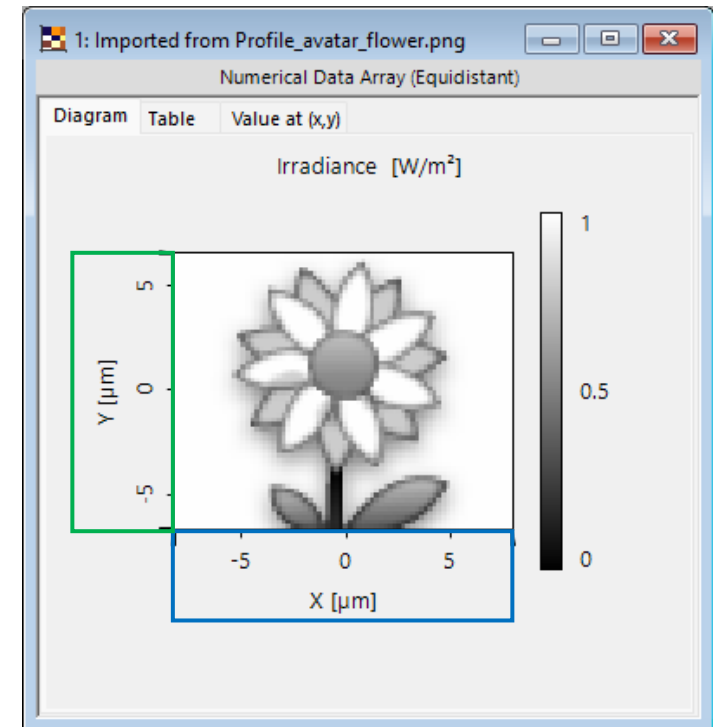 1: Imported from Profile_avatar_flower.png
Numerical Data Array (Equidistant)
Diagram Table Value at (x,y)
Irradiance [W/m²]
1
0.5
0
5
0
-5
Y [µm]
-5 0 5
X [µm]